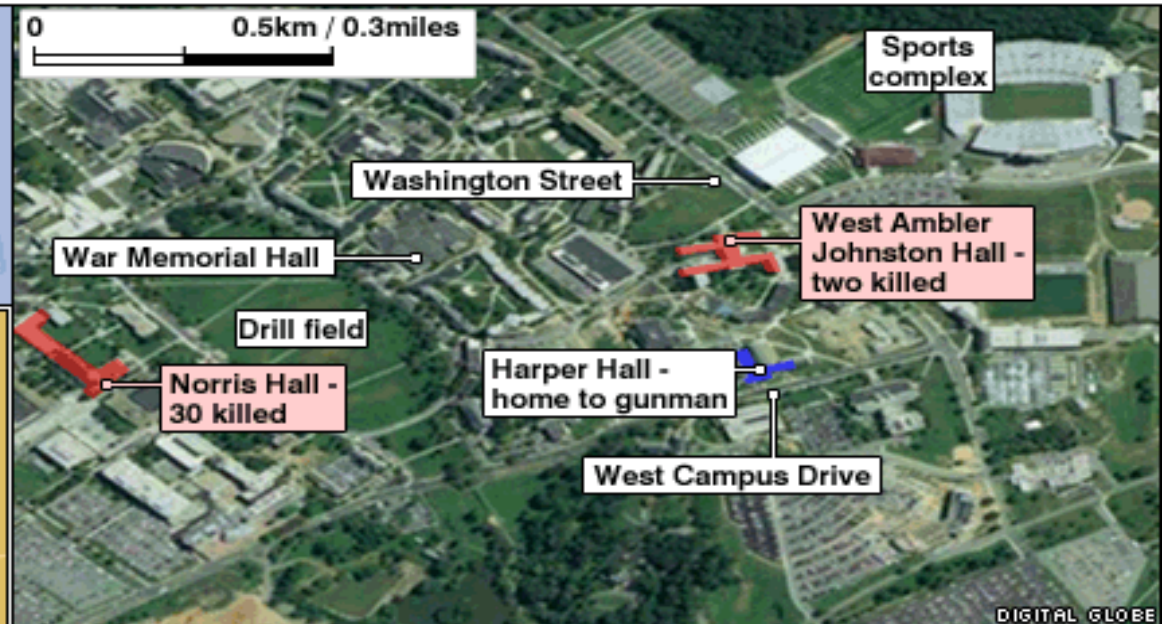 0 0.5km / 0.3miles
Sports
complex
Washington Street
West Ambler
Johnston Hall -
two killed
War Memorial Hall
Drill field
Norris Hall -
30 killed
Harper Hall -
home to gunman
West Campus Drive
DIGITAL GLOBE